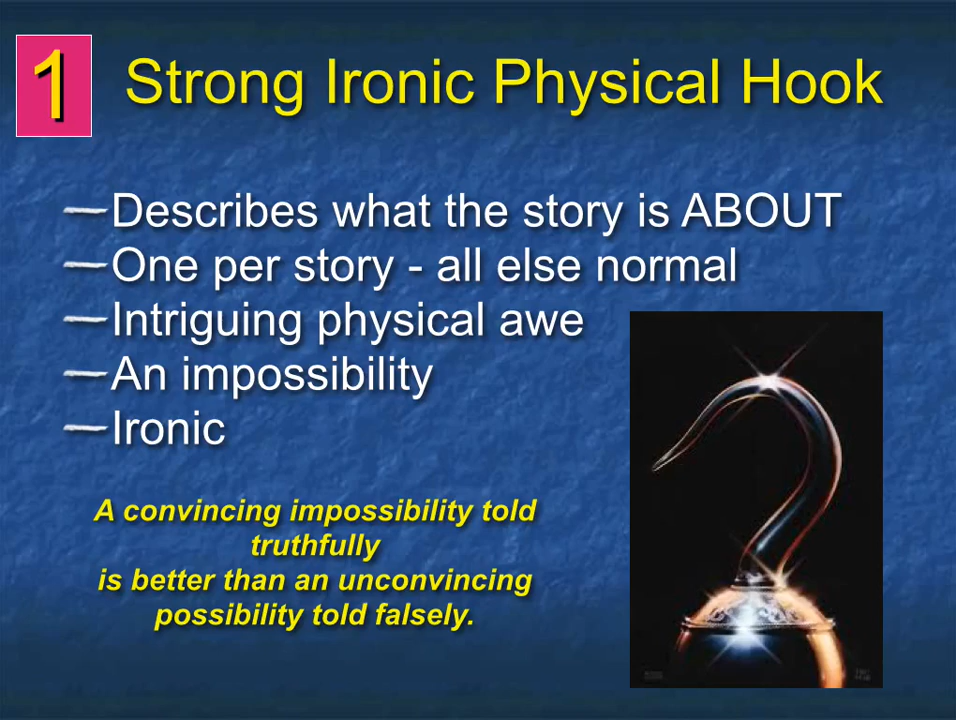 1
Strong Ironic Physical Hook
—Describes what the story is ABOUT
—One per story - all else normal
—Intriguing physical awe
—An impossibility
—Ironic
A convincing impossibility told
truthfully
is better than an unconvincing
possibility told falsely.